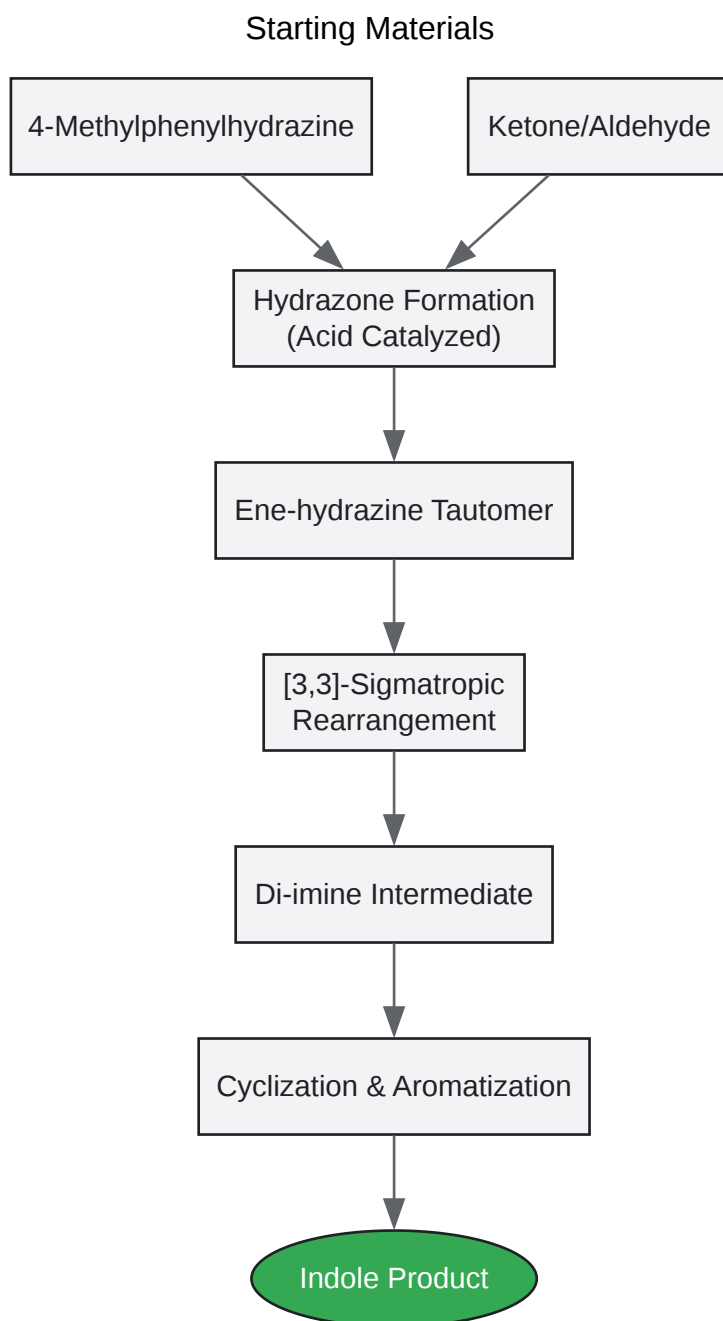 Starting Materials
4-Methylphenylhydrazine
Ketone/Aldehyde
Hydrazone Formation
(Acid Catalyzed)
Ene-hydrazine Tautomer
[3,3]-Sigmatropic
Rearrangement
Di-imine Intermediate
Cyclization & Aromatization
Indole Product